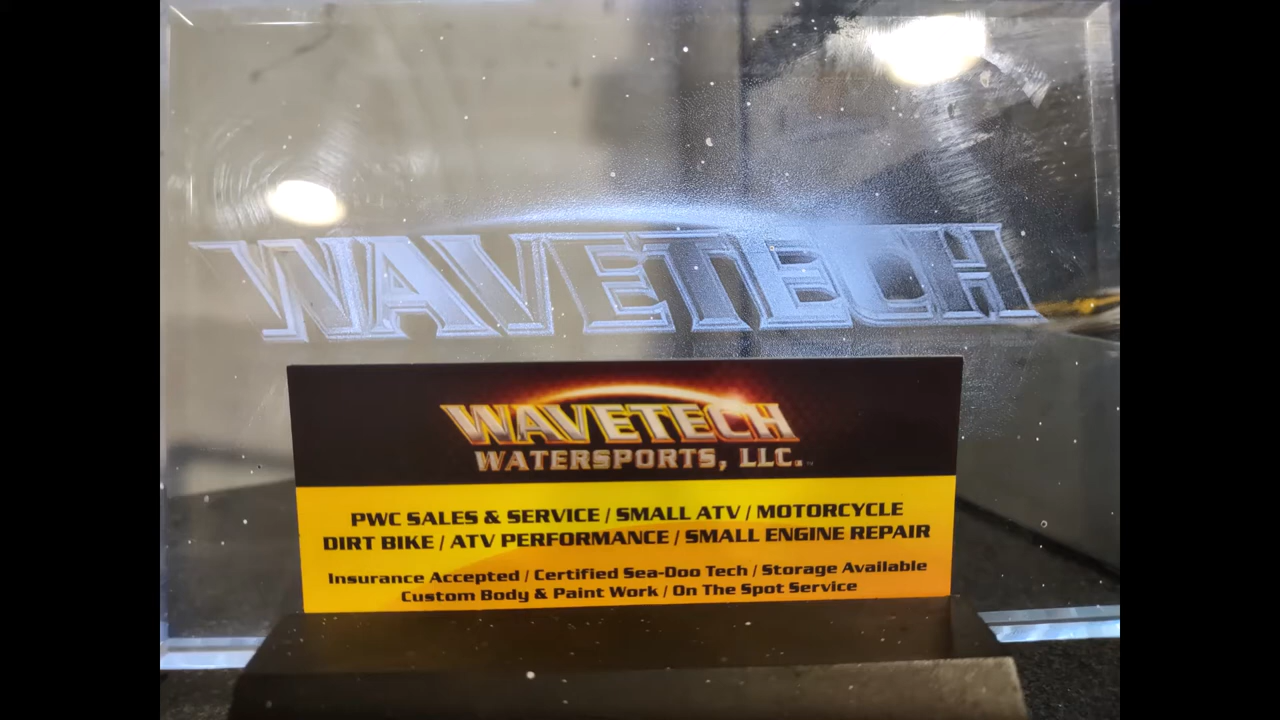 WAVETECH
WAVETECH
WATERSPORTS, LLC.™
PWC SALES & SERVICE / SMALL ATV / MOTORCYCLE
DIRT BIKE / ATV PERFORMANCE / SMALL ENGINE REPAIR
Insurance Accepted / Certified Sea-Doo Tech / Storage Available
Custom Body & Paint Work / On The Spot Service